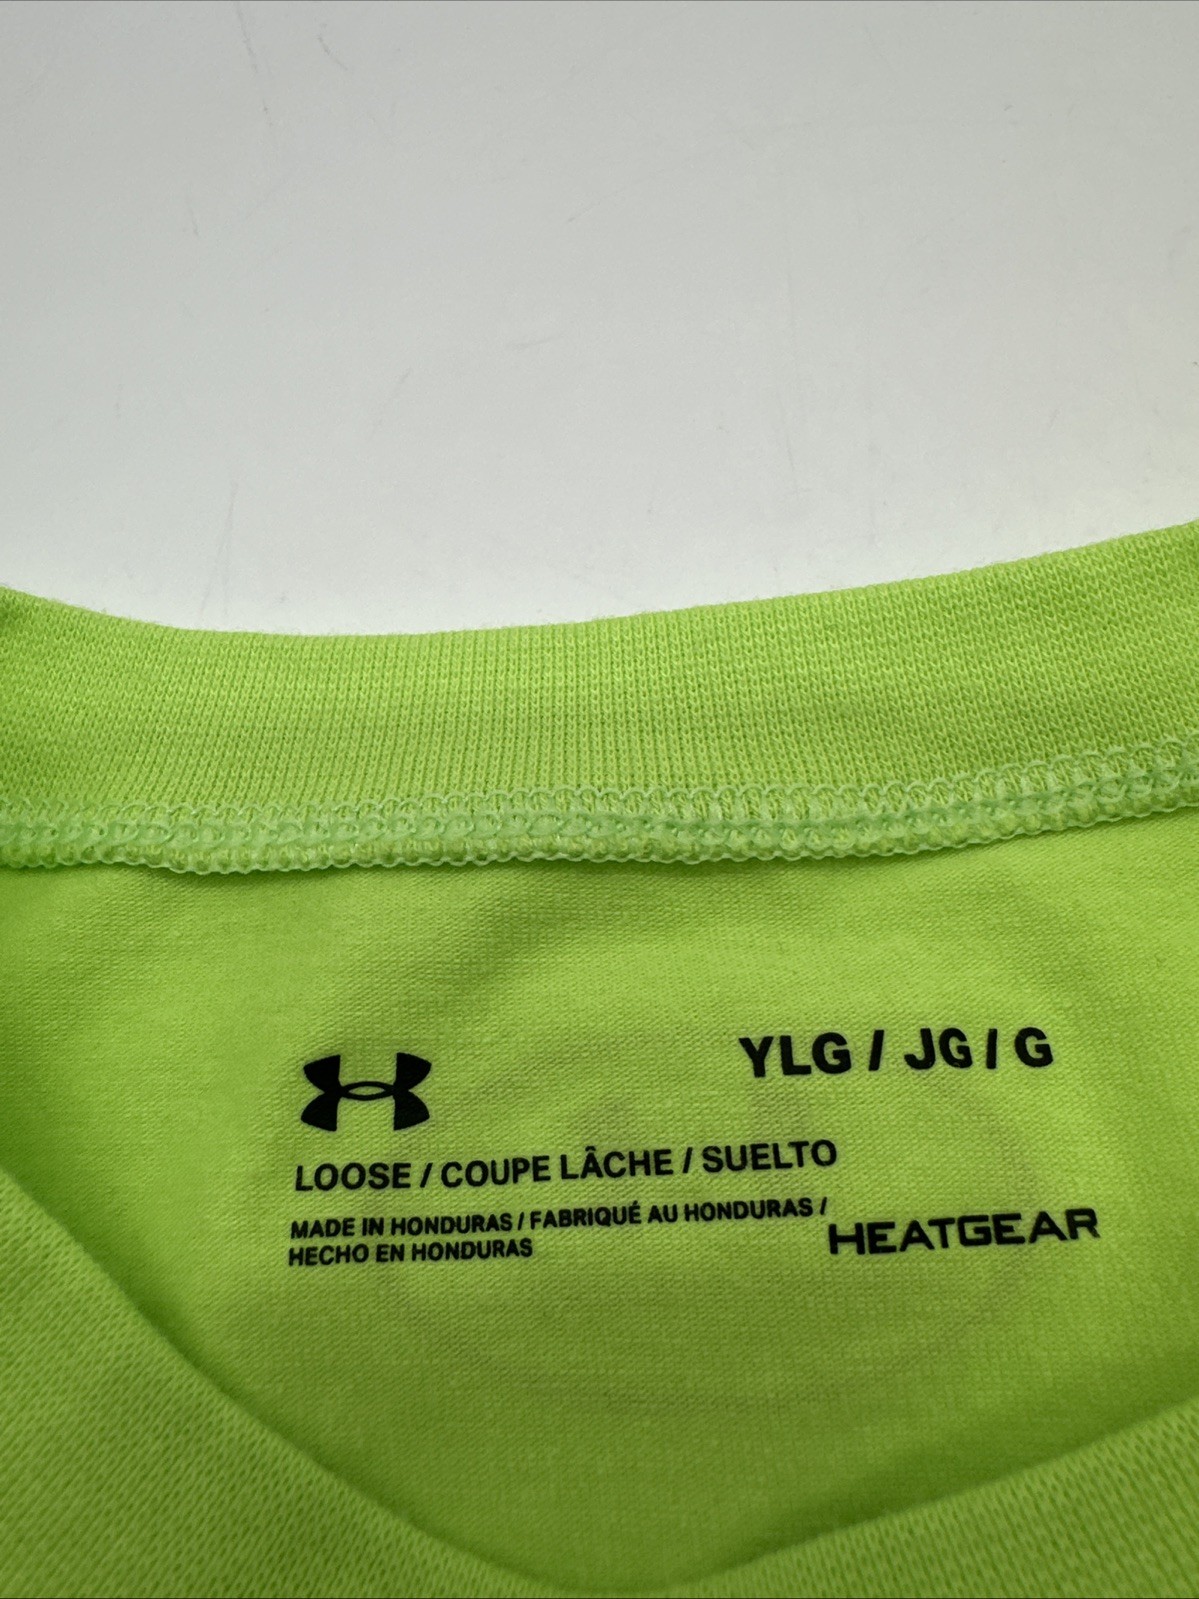 YLG / JG / G
LOOSE / COUPE LÂCHE / SUELTO
MADE IN HONDURAS / FABRIQUÉ AU HONDURAS /
HECHO EN HONDURAS
HEATGEAR